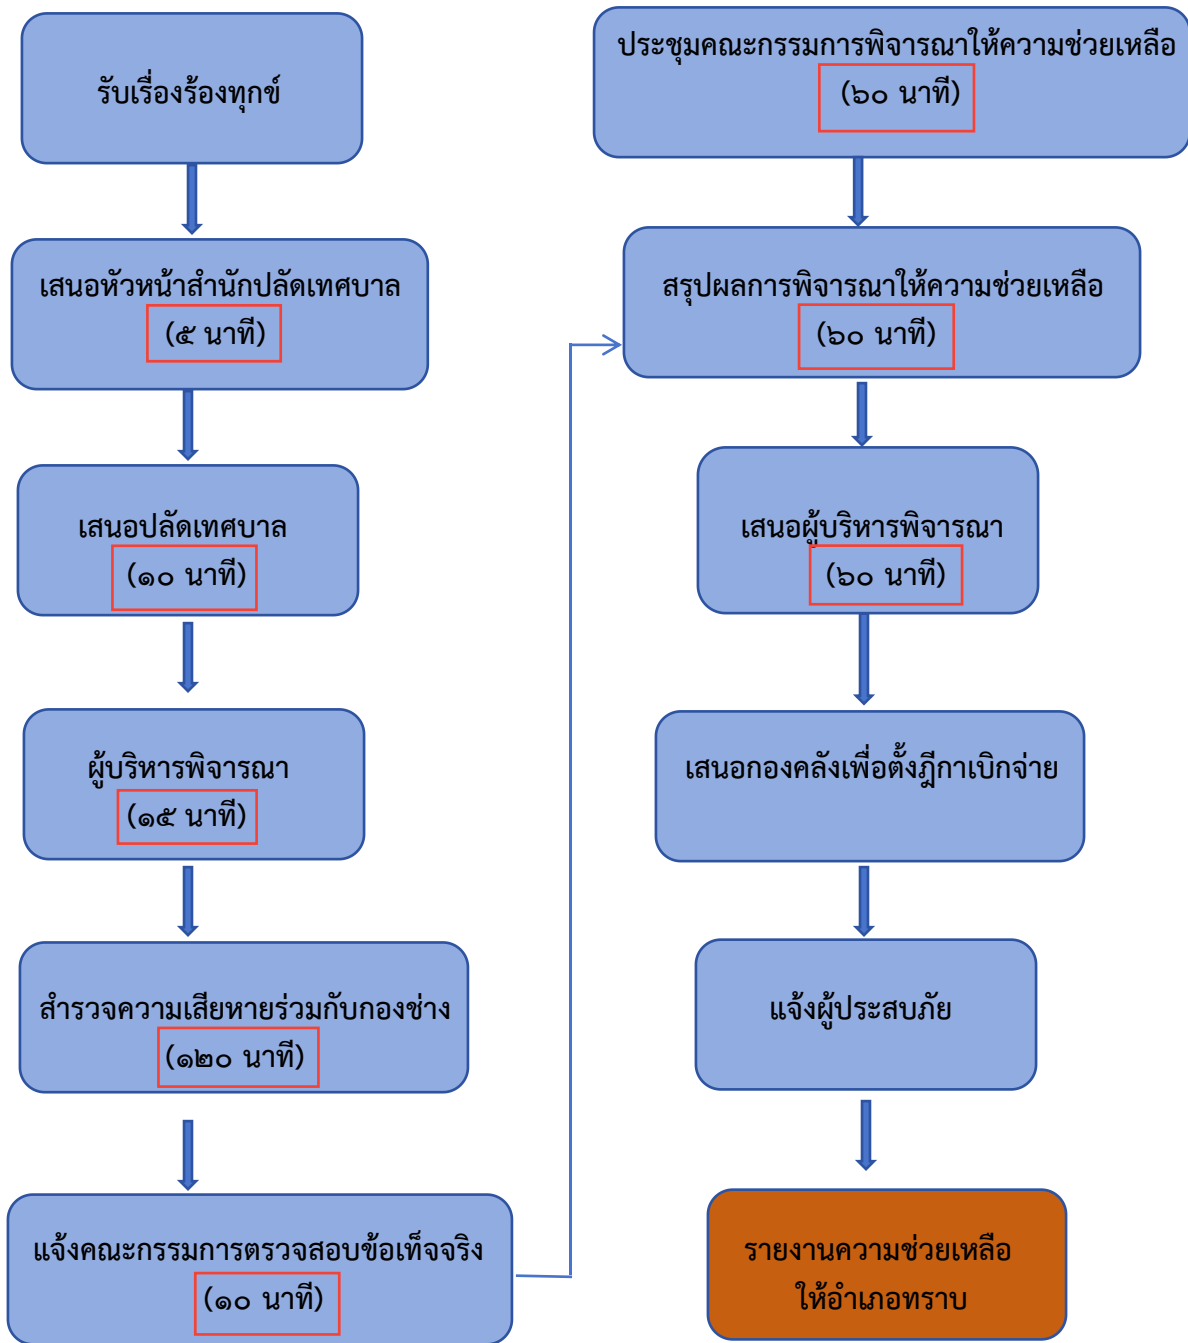 รับเรื่องร้องทุกข์
เสนอหัวหน้าสำนักปลัดเทศบาล
(๕ นาที)
เสนอปลัดเทศบาล
(๑๐ นาที)
ผู้บริหารพิจารณา
(๑๕ นาที)
สำรวจความเสียหายร่วมกับกองช่าง
(๑๒๐ นาที)
แจ้งคณะกรรมการตรวจสอบข้อเท็จจริง
(๑๐ นาที)
ประชุมคณะกรรมการพิจารณาให้ความช่วยเหลือ
(๖๐ นาที)
สรุปผลการพิจารณาให้ความช่วยเหลือ
(๖๐ นาที)
เสนอผู้บริหารพิจารณา
(๖๐ นาที)
เสนอกองคลังเพื่อตั้งฎีกาเบิกจ่าย
แจ้งผู้ประสบภัย
รายงานความช่วยเหลือ
ให้อำเภอทราบ